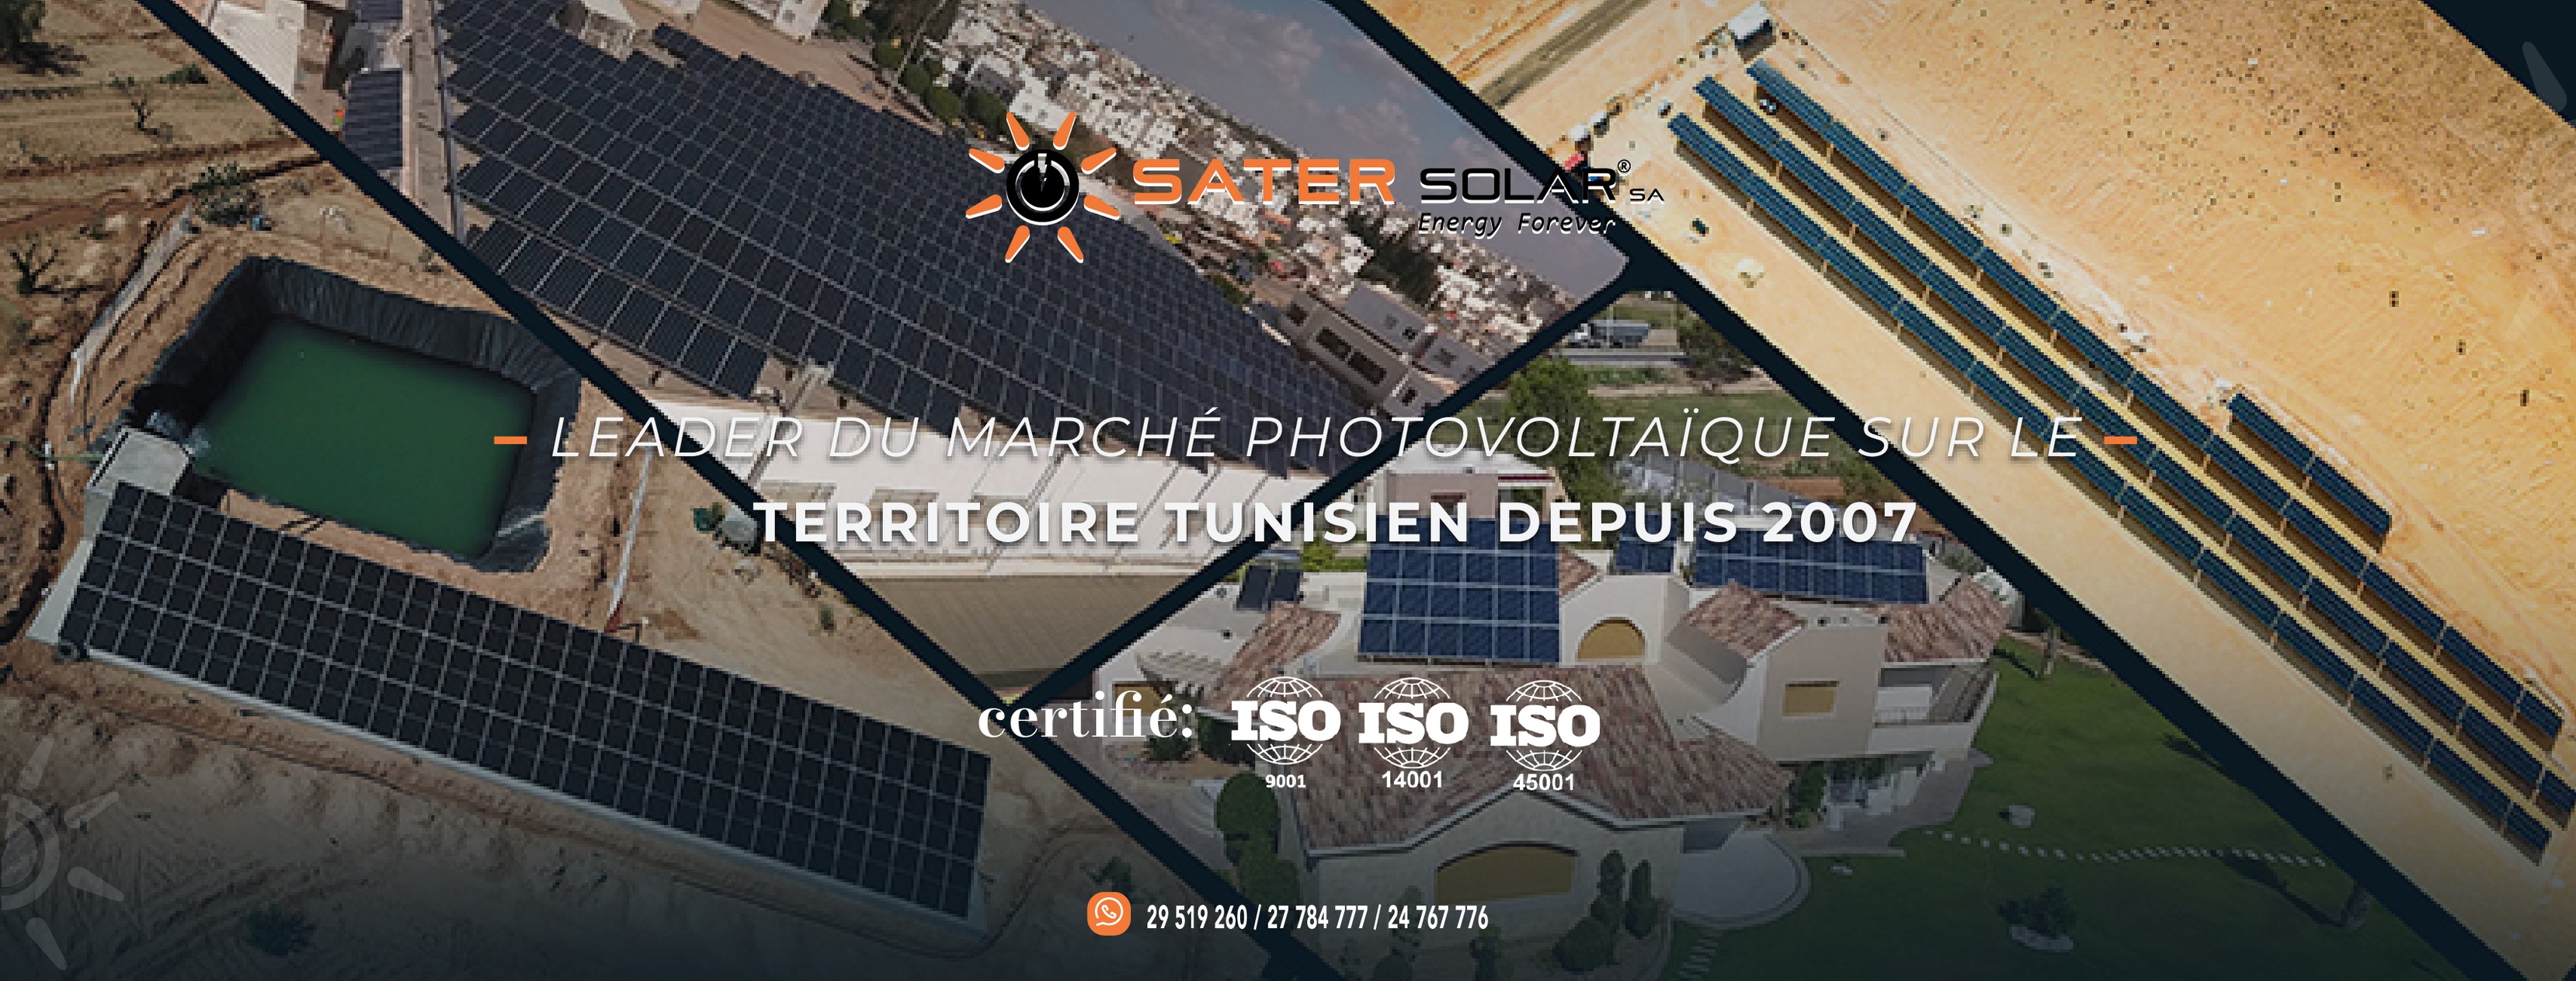 SATER SOLAR® SA
Energy Forever
LEADER DU MARCHÉ PHOTOVOLTAÏQUE SUR LE
TERRITOIRE TUNISIEN DEPUIS 2007
certifié: ISO ISO ISO
9001 14001 45001
29 519 260 / 27 784 777 / 24 767 776